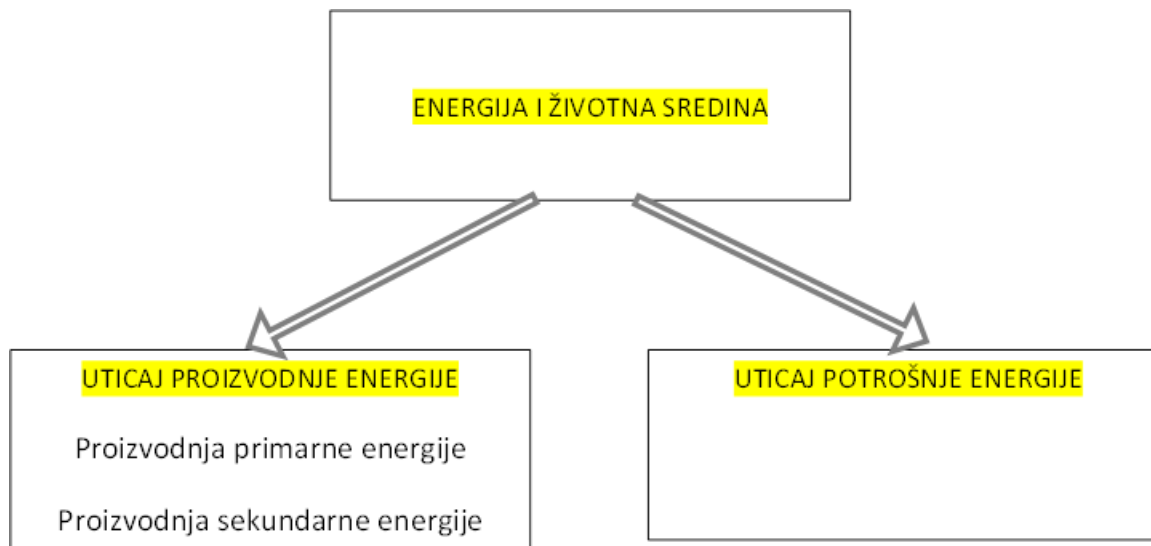 ENERGIJA I ŽIVOTNA SREDINA
UTICAJ PROIZVODNJE ENERGIJE
Proizvodnja primarne energije
Proizvodnja sekundarne energije
UTICAJ POTROŠNJE ENERGIJE